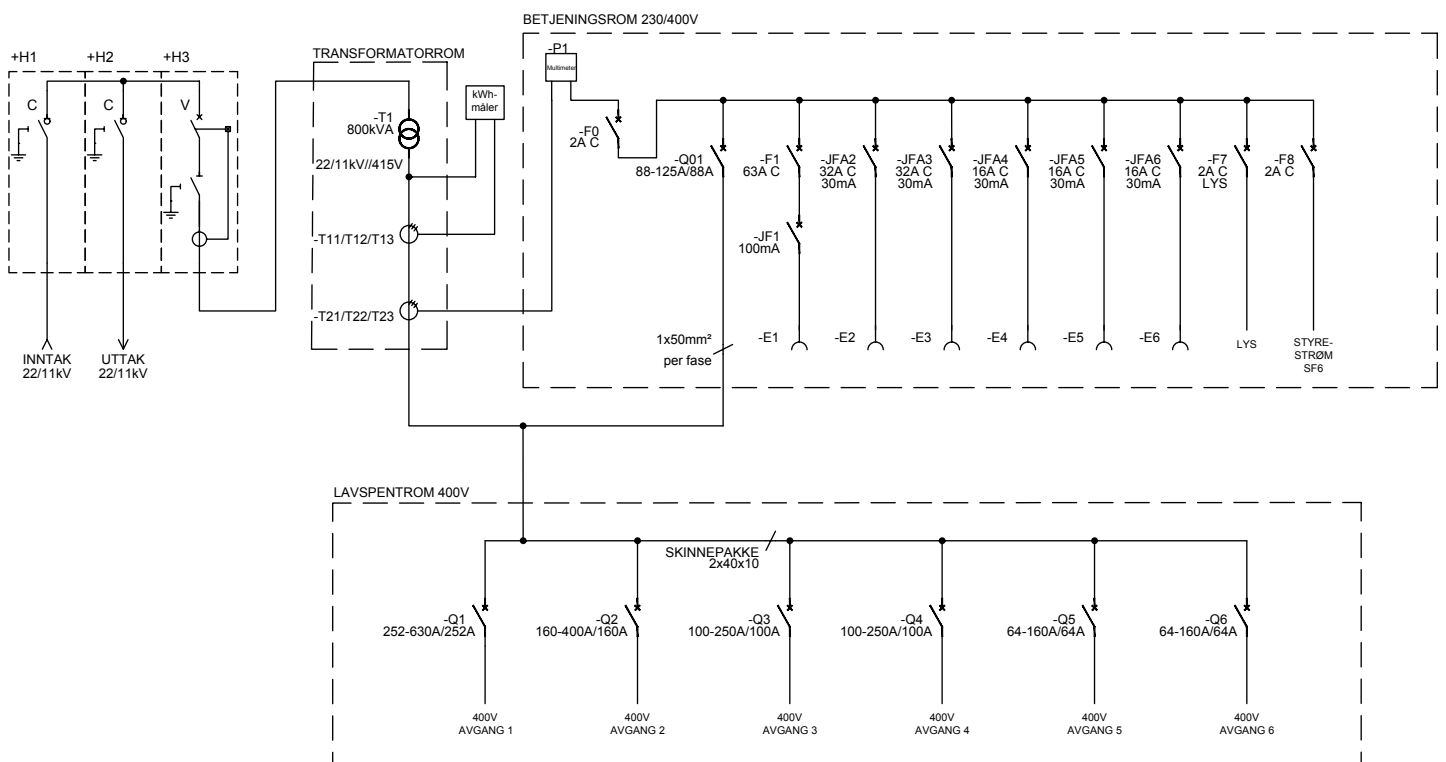 BETJENINGSROM 230/400V
+H1
+H2
+H3
TRANSFORMATORROM
-P1
Multimeter
kWh-
måler
C
C
V
-T1
800kVA
22/11kV//415V
-F0
2A C
-Q01
88-125A/88A
-F1
63A C
-JFA2
32A C
30mA
-JFA3
32A C
30mA
-JFA4
16A C
30mA
-JFA5
16A C
30mA
-JFA6
16A C
30mA
-F7
2A C
LYS
-F8
2A C
-T11/T12/T13
-JF1
100mA
-T21/T22/T23
1x50mm²
per fase
-E1
-E2
-E3
-E4
-E5
-E6
LYS
STYRE-
STRØM
SF6
INNTAK
22/11kV
UTTAK
22/11kV
LAVSPENTROM 400V
SKINNEPAKKE
2x40x10
-Q1
252-630A/252A
-Q2
160-400A/160A
-Q3
100-250A/100A
-Q4
100-250A/100A
-Q5
64-160A/64A
-Q6
64-160A/64A
400V
AVGANG 1
400V
AVGANG 2
400V
AVGANG 3
400V
AVGANG 4
400V
AVGANG 5
400V
AVGANG 6